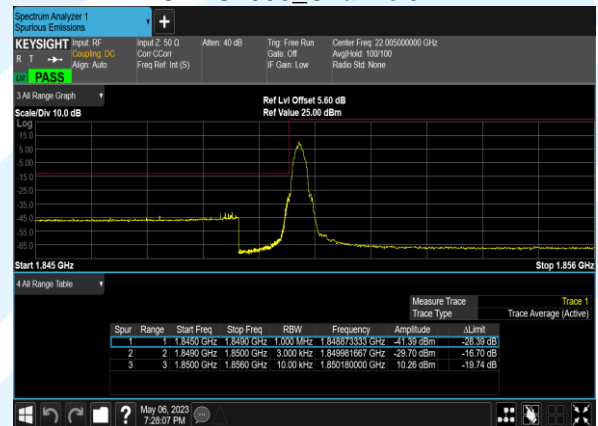 Spectrum Analyzer 1
Spurious Emissions
+
KEYSIGHT Input: RF Input Z: 50 Ω Atten: 40 dB Trig: Free Run Center Freq: 22.005000000 GHz
R T Coupling: DC Corr CCorr Gate: Off Avg|Hold: 100/100
Align: Auto Freq Ref: Int (S) IF Gain: Low Radio Std: None
PASS
3 All Range Graph
Ref Lvl Offset 5.60 dB
Scale/Div 10.0 dB Ref Value 25.00 dBm
Log
15.0
5.00
-5.00
-15.0
-25.0
-35.0
-45.0
-55.0
-65.0
Start 1.845 GHz Stop 1.856 GHz
4 All Range Table
Measure Trace Trace 1
Trace Type Trace Average (Active)
Spur Range Start Freq Stop Freq RBW Frequency Amplitude ΔLimit
1 1 1.8450 GHz 1.8490 GHz 1.000 MHz 1.848873333 GHz -41.39 dBm -28.39 dB
2 2 1.8490 GHz 1.8500 GHz 3.000 kHz 1.849981667 GHz -29.70 dBm -16.70 dB
3 3 1.8500 GHz 1.8560 GHz 10.00 kHz 1.850180000 GHz 10.26 dBm -19.74 dB
? May 06, 2023
7:28:07 PM